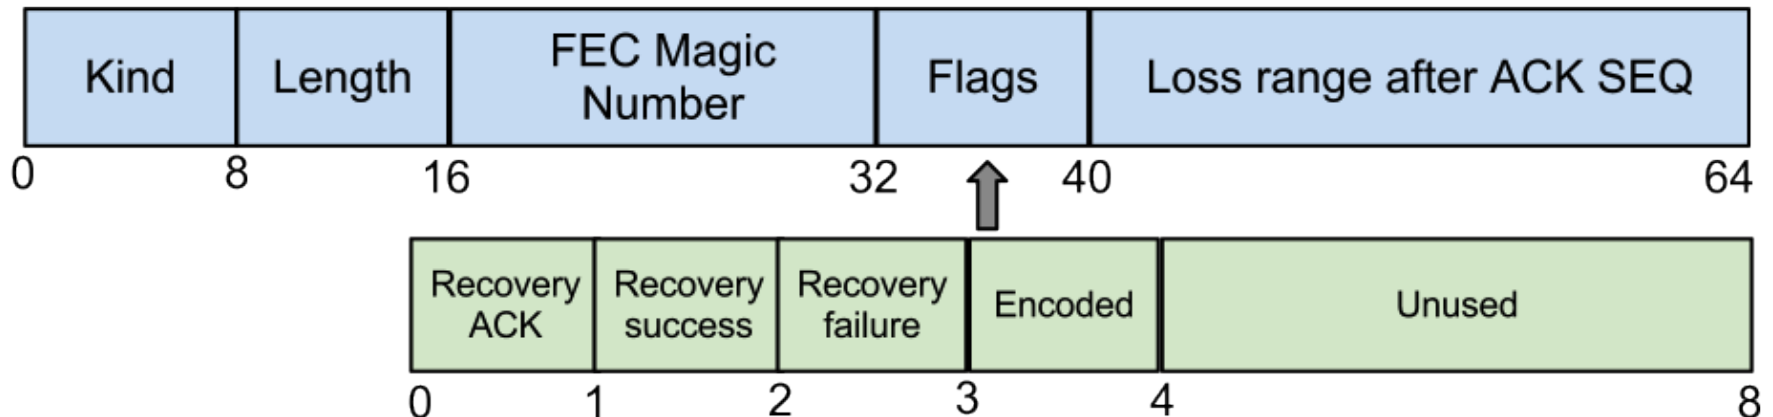 Kind Length FEC Magic Number Flags Loss range after ACK SEQ
0 8 16 32 40 64
Recovery ACK Recovery success Recovery failure Encoded Unused
0 1 2 3 4 8